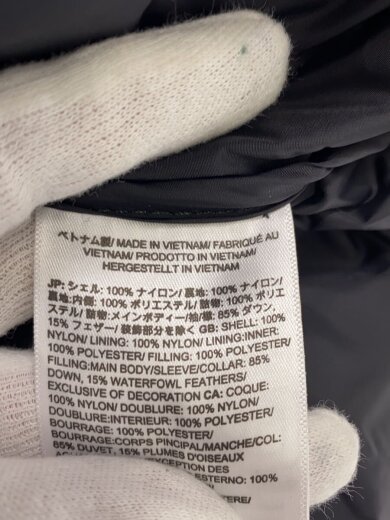 ベトナム製/ MADE IN VIETNAM/ FABRIQUÉ AU
VIETNAM/ PRODOTTO IN VIETNAM/
HERGESTELLT IN VIETNAM
JP: シェル: 100% ナイロン/ 裏地: 100% ナイロン/
裏地:内側: 100% ポリエステル/ 詰物: 100% ポリエ
ステル/ 詰物:メインボディー/袖/襟: 85% ダウン,
15% フェザー/ 装飾部分を除く GB: SHELL: 100%
NYLON/ LINING: 100% NYLON/ LINING:INNER:
100% POLYESTER/ FILLING: 100% POLYESTER/
FILLING:MAIN BODY/SLEEVE/COLLAR: 85%
DOWN, 15% WATERFOWL FEATHERS/
EXCLUSIVE OF DECORATION CA: COQUE:
100% NYLON/ DOUBLURE: 100% NYLON/
DOUBLURE:INTERIEUR: 100% POLYESTER/
BOURRAGE: 100% POLYESTER/
BOURRAGE:CORPS PINCIPAL/MANCHE/COL:
85% DUVET, 15% PLUMES D'OISEAUX
L'EXCEPTION DES
ESTERNO: 100%